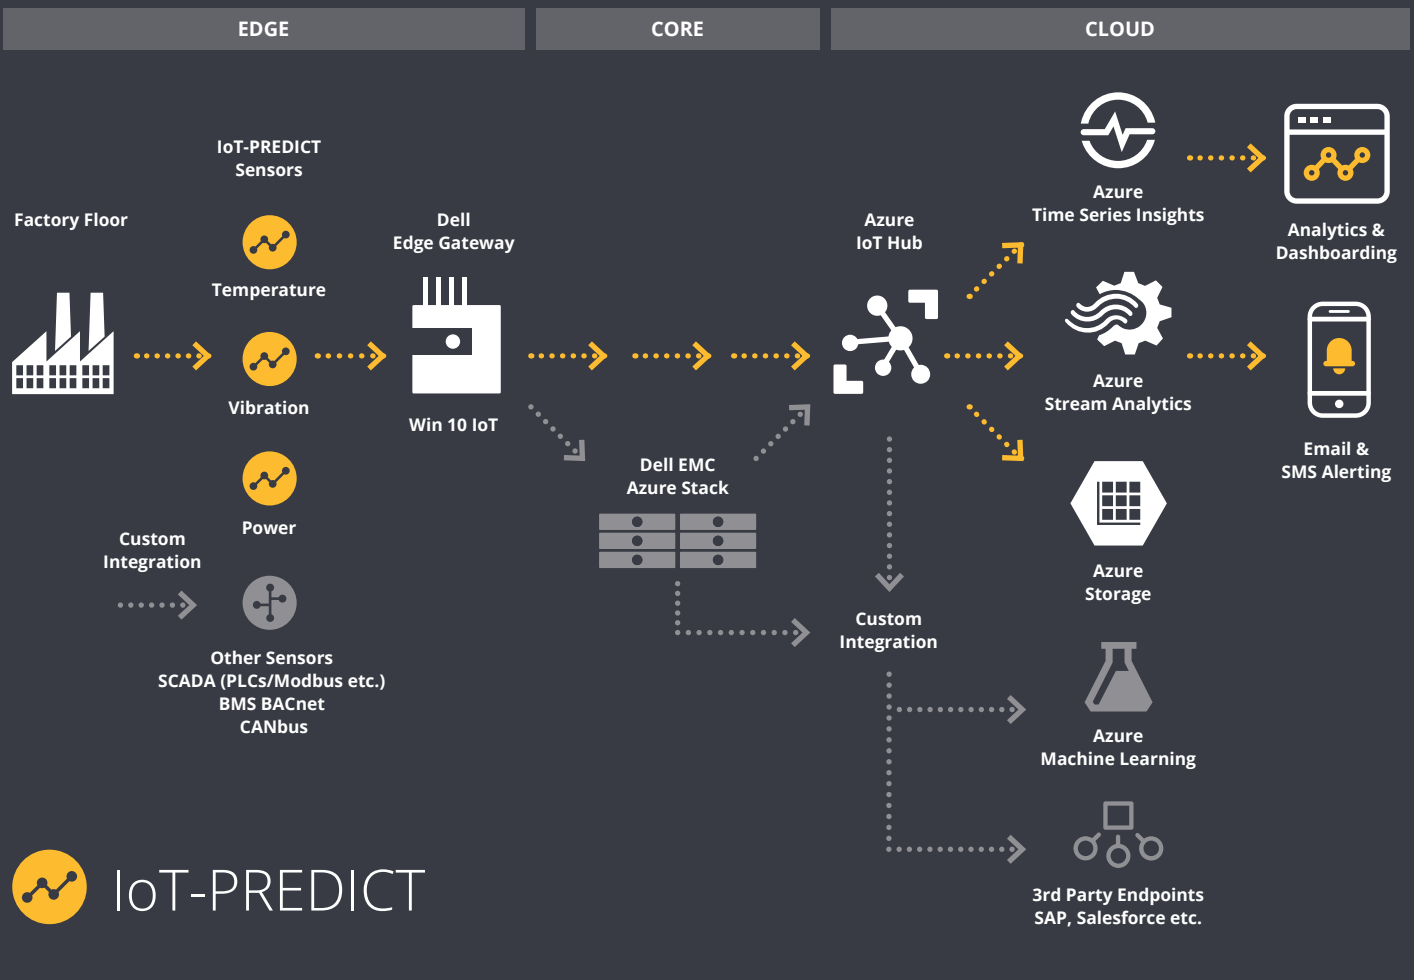 EDGE
CORE
CLOUD
Factory Floor
IoT-PREDICT
Sensors
Temperature
Vibration
Power
Custom
Integration
Other Sensors
SCADA (PLCs/Modbus etc.)
BMS BACnet
CANbus
Dell
Edge Gateway
Win 10 IoT
Dell EMC
Azure Stack
Azure
IoT Hub
Custom
Integration
Azure
Time Series Insights
Analytics &
Dashboarding
Azure
Stream Analytics
Email &
SMS Alerting
Azure
Storage
Azure
Machine Learning
3rd Party Endpoints
SAP, Salesforce etc.
IoT-PREDICT